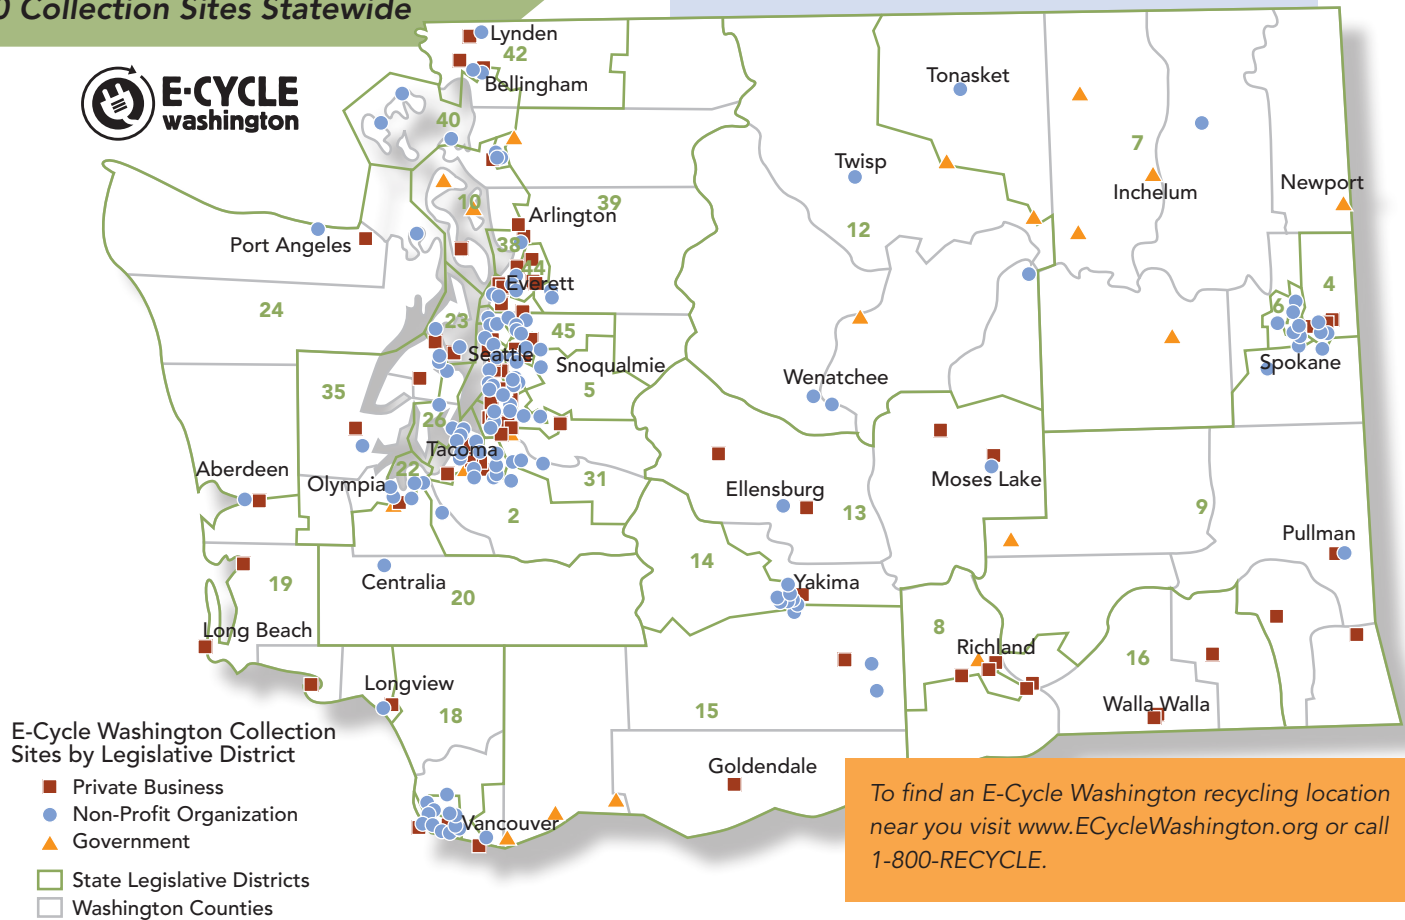 0 Collection Sites Statewide
E-CYCLE
washington
Lynden
42
Bellingham
Tonasket
40
7
Twisp
Inchelum
Newport
10
39
Arlington
Port Angeles
38
12
44
Everett
4
24
23
45
6
Seattle
Snoqualmie
Spokane
35
5
Wenatchee
26
Tacoma
Aberdeen
22
Olympia
31
Moses Lake
Ellensburg
2
13
9
Pullman
14
Centralia
19
20
Yakima
Long Beach
8
Richland
16
Longview
18
15
Walla Walla
Goldendale
Vancouver
E-Cycle Washington Collection
Sites by Legislative District
Private Business
Non-Profit Organization
Government
State Legislative Districts
Washington Counties
To find an E-Cycle Washington recycling location
near you visit www.ECycleWashington.org or call
1-800-RECYCLE.